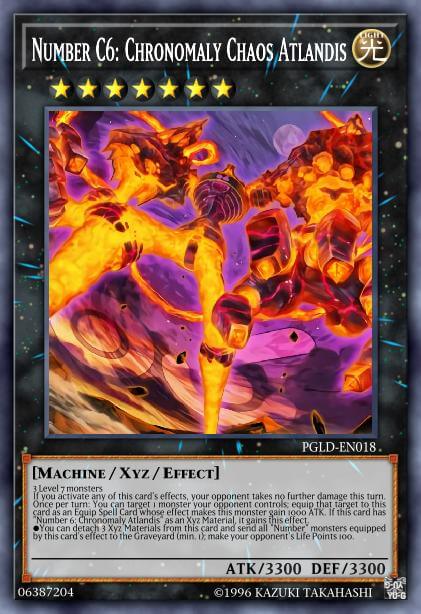 NUMBER C6: CHRONOMALY CHAOS ATLANDIS
LIGHT
光
PGLD-EN018
[MACHINE / XYZ / EFFECT]
3 Level 7 monsters
If you activate any of this card's effects, your opponent takes no further damage this turn.
Once per turn: You can target 1 monster your opponent controls; equip that target to
this card as an Equip Spell Card whose effect makes this monster gain 1000 ATK. If this card has
"Number 6: Chronomaly Atlandis" as an Xyz Material, it gains this effect.
●You can detach 3 Xyz Materials from this card and send all "Number" monsters equipped
by this card's effect to the Graveyard (min. 1); make your opponent's Life Points 100.
ATK/3300 DEF/3300
06387204
©1996 KAZUKI TAKAHASHI